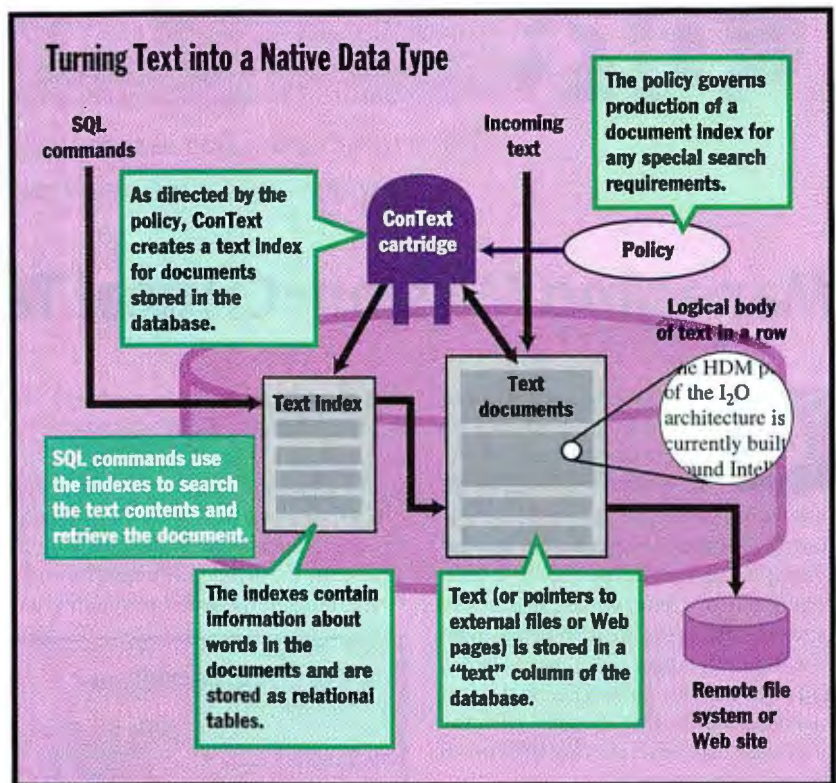 Turning Text into a Native Data Type
SQL
commands
Incoming
text
The policy governs
production of a
document index for
any special search
requirements.
As directed by the
policy, ConText
creates a text index
for documents
stored in the
database.
ConText
cartridge
Policy
Logical body
of text in a row
Text index
Text
documents
of the I₂O
architecture is
currently built
Intel
SQL commands use
the indexes to search
the text contents and
retrieve the document.
The indexes contain
information about
words in the
documents and are
stored as relational
tables.
Text (or pointers to
external files or Web
pages) is stored in a
“text” column of the
database.
Remote file
system or
Web site